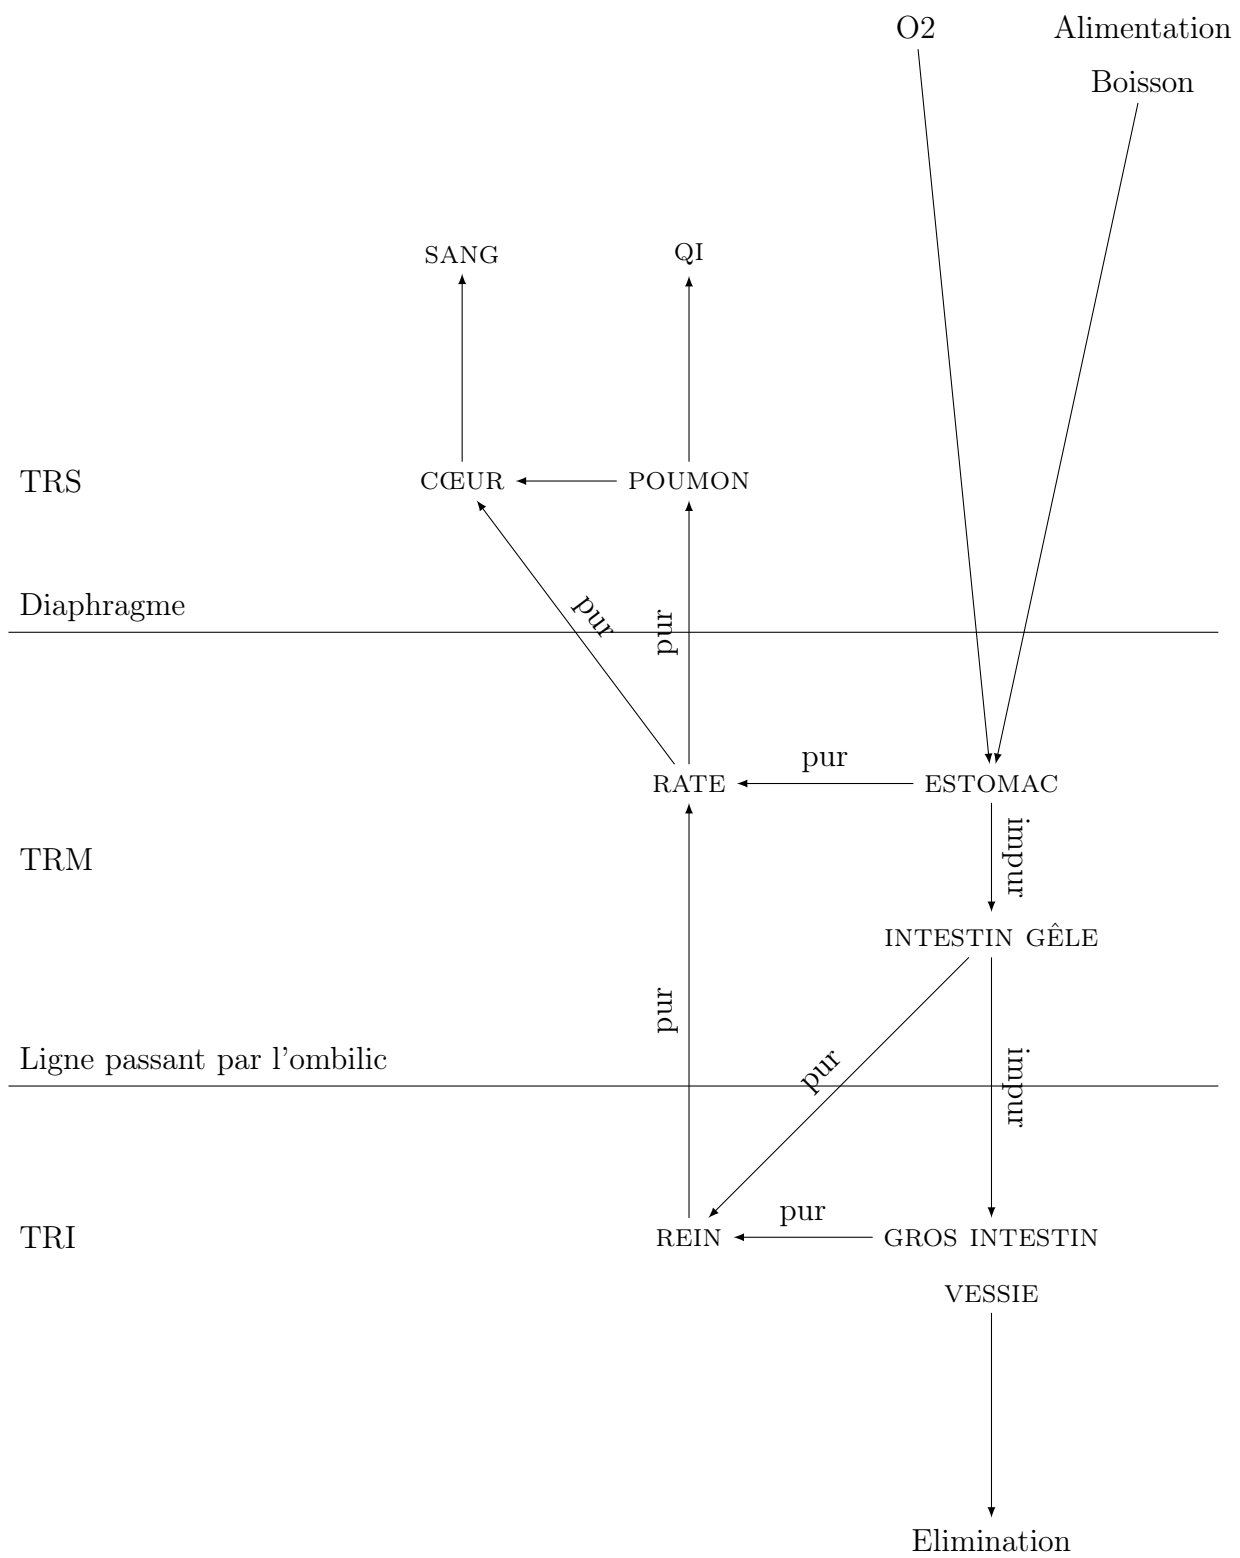 O2
Alimentation
Boisson
SANG
QI
TRS
CŒUR
POUMON
Diaphragme
pur
pur
pur
RATE
ESTOMAC
impur
TRM
INTESTIN GÊLE
pur
Ligne passant par l'ombilic
pur
impur
pur
TRI
REIN
GROS INTESTIN
VESSIE
Elimination